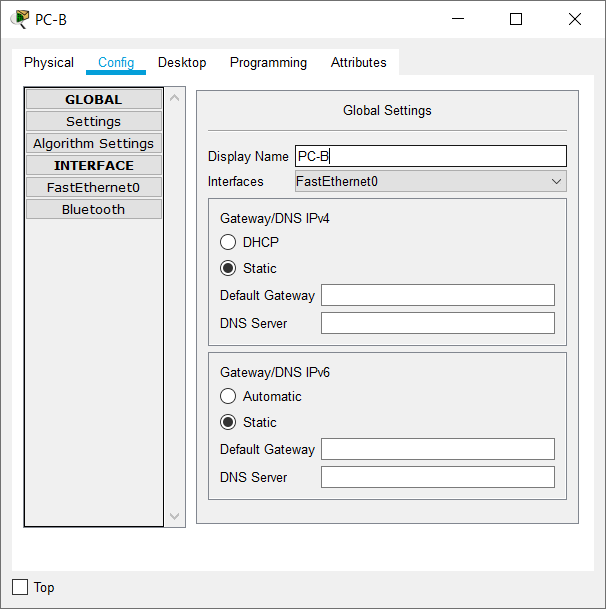 PC-B
Physical Config Desktop Programming Attributes
GLOBAL
Settings
Algorithm Settings
INTERFACE
FastEthernet0
Bluetooth
Global Settings
Display Name PC-B
Interfaces FastEthernet0
Gateway/DNS IPv4
DHCP
Static
Default Gateway
DNS Server
Gateway/DNS IPv6
Automatic
Static
Default Gateway
DNS Server
Top